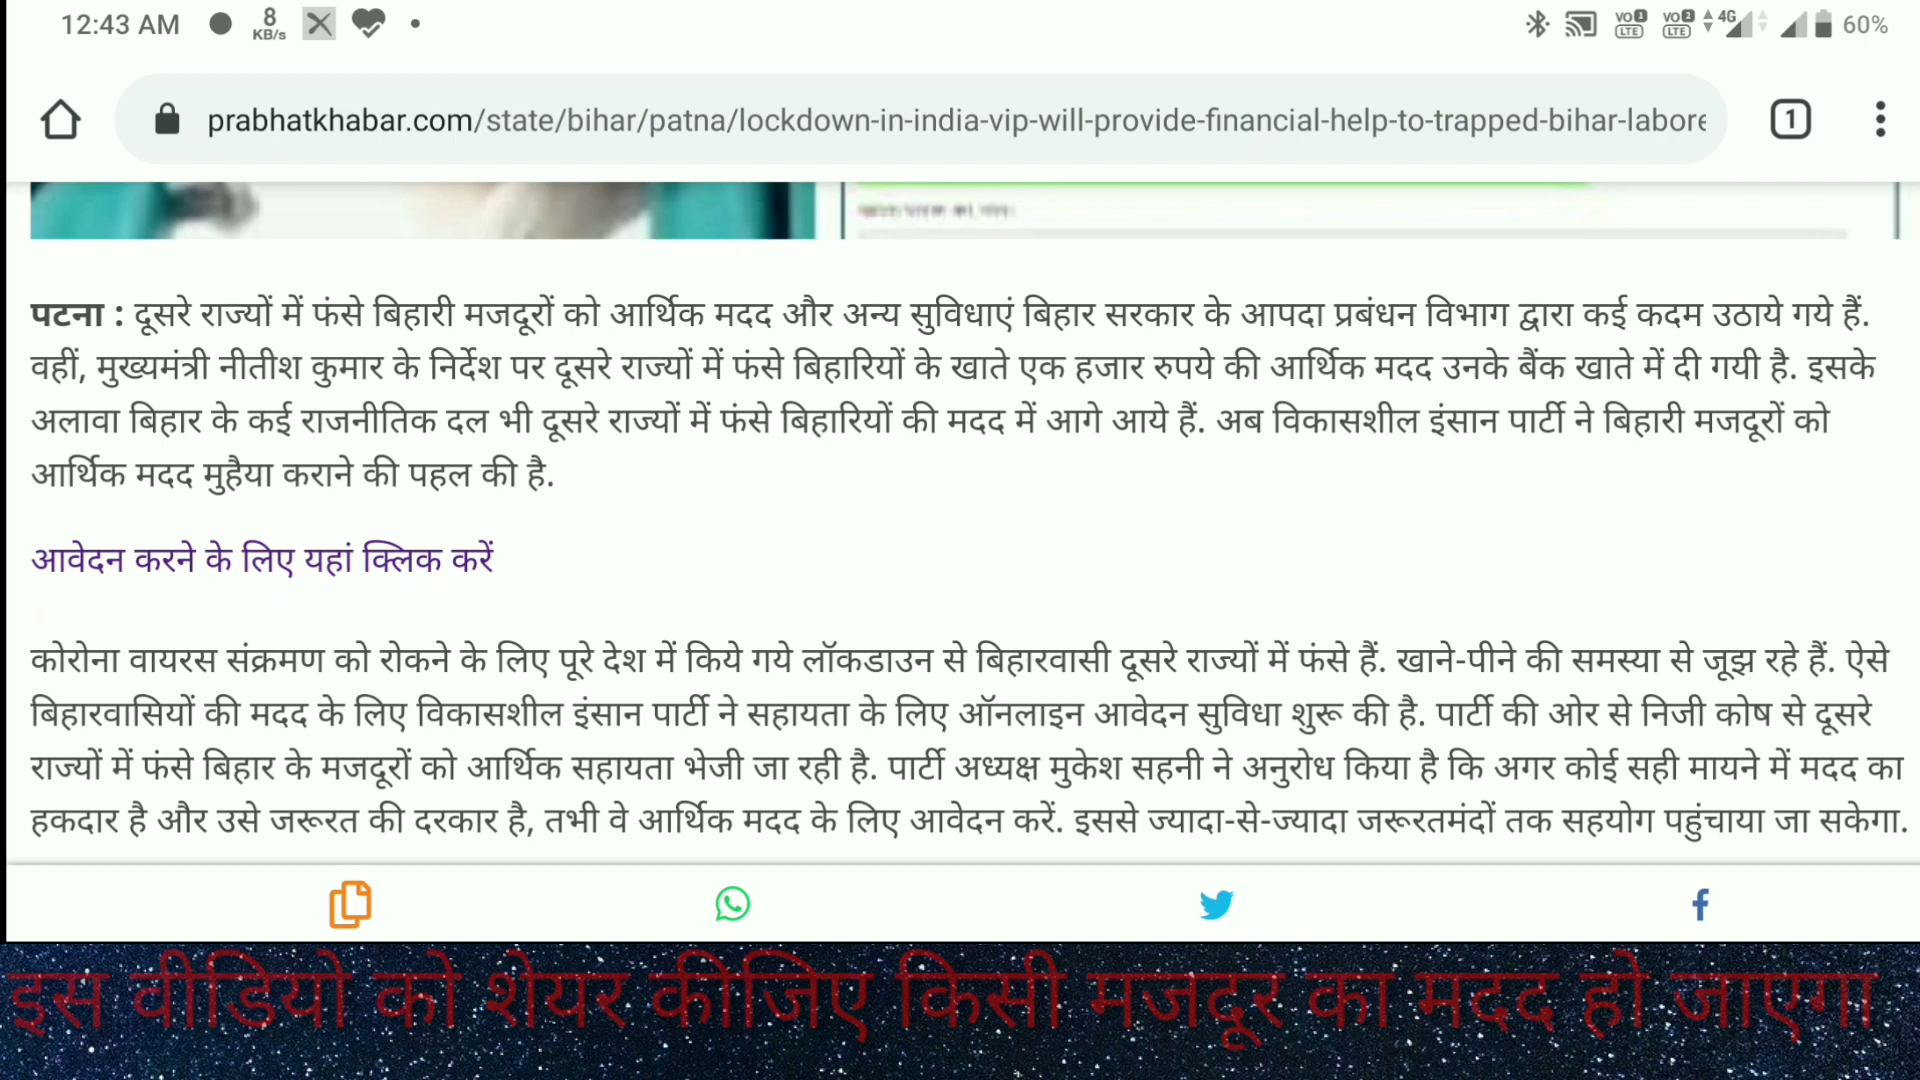 12:43 AM
8
KB/s
VO 1
LTE
VO 2
LTE
4G
60%
prabhatkhabar.com/state/bihar/patna/lockdown-in-india-vip-will-provide-financial-help-to-trapped-bihar-labore
1
पटना : दूसरे राज्यों में फंसे बिहारी मजदूरों को आर्थिक मदद और अन्य सुविधाएं बिहार सरकार के आपदा प्रबंधन विभाग द्वारा कई कदम उठाये गये हैं.
वहीं, मुख्यमंत्री नीतीश कुमार के निर्देश पर दूसरे राज्यों में फंसे बिहारियों के खाते एक हजार रुपये की आर्थिक मदद उनके बैंक खाते में दी गयी है. इसके
अलावा बिहार के कई राजनीतिक दल भी दूसरे राज्यों में फंसे बिहारियों की मदद में आगे आये हैं. अब विकासशील इंसान पार्टी ने बिहारी मजदूरों को
आर्थिक मदद मुहैया कराने की पहल की है.
आवेदन करने के लिए यहां क्लिक करें
कोरोना वायरस संक्रमण को रोकने के लिए पूरे देश में किये गये लॉकडाउन से बिहारवासी दूसरे राज्यों में फंसे हैं. खाने-पीने की समस्या से जूझ रहे हैं. ऐसे
बिहारवासियों की मदद के लिए विकासशील इंसान पार्टी ने सहायता के लिए ऑनलाइन आवेदन सुविधा शुरू की है. पार्टी की ओर से निजी कोष से दूसरे
राज्यों में फंसे बिहार के मजदूरों को आर्थिक सहायता भेजी जा रही है. पार्टी अध्यक्ष मुकेश सहनी ने अनुरोध किया है कि अगर कोई सही मायने में मदद का
हकदार है और उसे जरूरत की दरकार है, तभी वे आर्थिक मदद के लिए आवेदन करें. इससे ज्यादा-से-ज्यादा जरूरतमंदों तक सहयोग पहुंचाया जा सकेगा.
इस वीडियो को शेयर कीजिए किसी मजदूर का मदद हो जाएगा